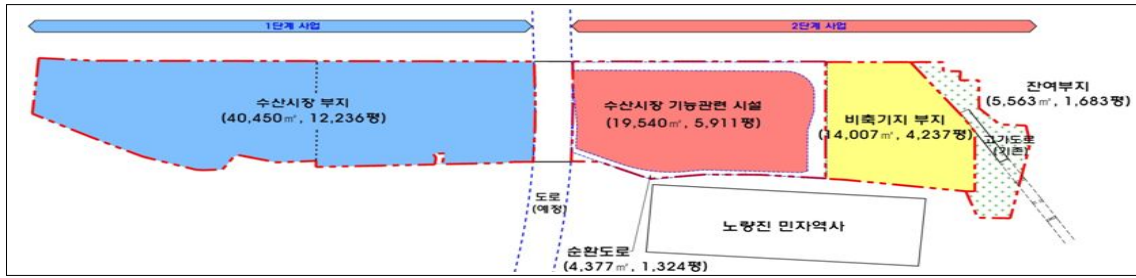 1단계 사업
2단계 사업
수산시장 부지
(40,450㎡, 12,236평)
수산시장 기능관련 시설
(19,540㎡, 5,911평)
비축기지 부지
(14,007㎡, 4,237평)
잔여부지
(5,563㎡, 1,683평)
고가도로
(기존)
도로
(예정)
노량진 민자역사
순환도로
(4,377㎡, 1,324평)